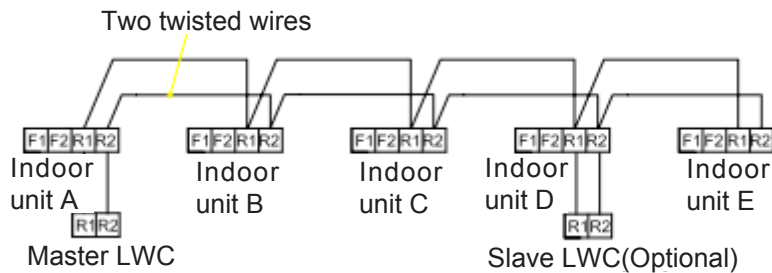 Two twisted wires
F1 F2 R1 R2 F1 F2 R1 R2 F1 F2 R1 R2 F1 F2 R1 R2 F1 F2 R1 R2
Indoor unit A
Indoor unit B
Indoor unit C
Indoor unit D
Indoor unit E
R1 R2
Master LWC
R1 R2
Slave LWC(Optional)